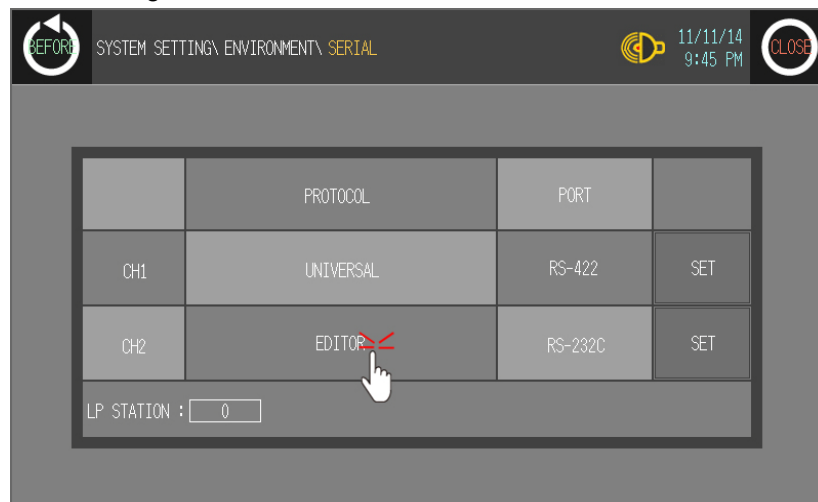 BEFORE
SYSTEM SETTING\ ENVIRONMENT\ SERIAL
11/11/14
9:45 PM
CLOSE
PROTOCOL PORT
CH1 UNIVERSAL RS-422 SET
CH2 EDITOR RS-232C SET
LP STATION : 0